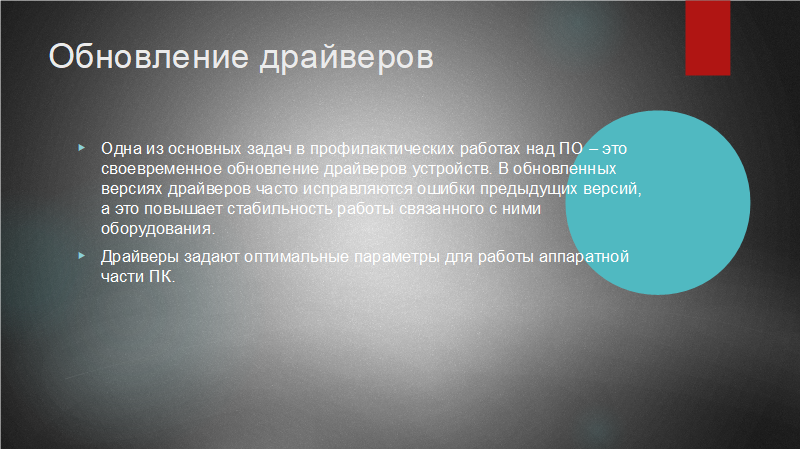 Обновление драйверов
Одна из основных задач в профилактических работах над ПО – это
своевременное обновление драйверов устройств. В обновленных
версиях драйверов часто исправляются ошибки предыдущих версий,
а это повышает стабильность работы связанного с ними
оборудования.
Драйверы задают оптимальные параметры для работы аппаратной
части ПК.